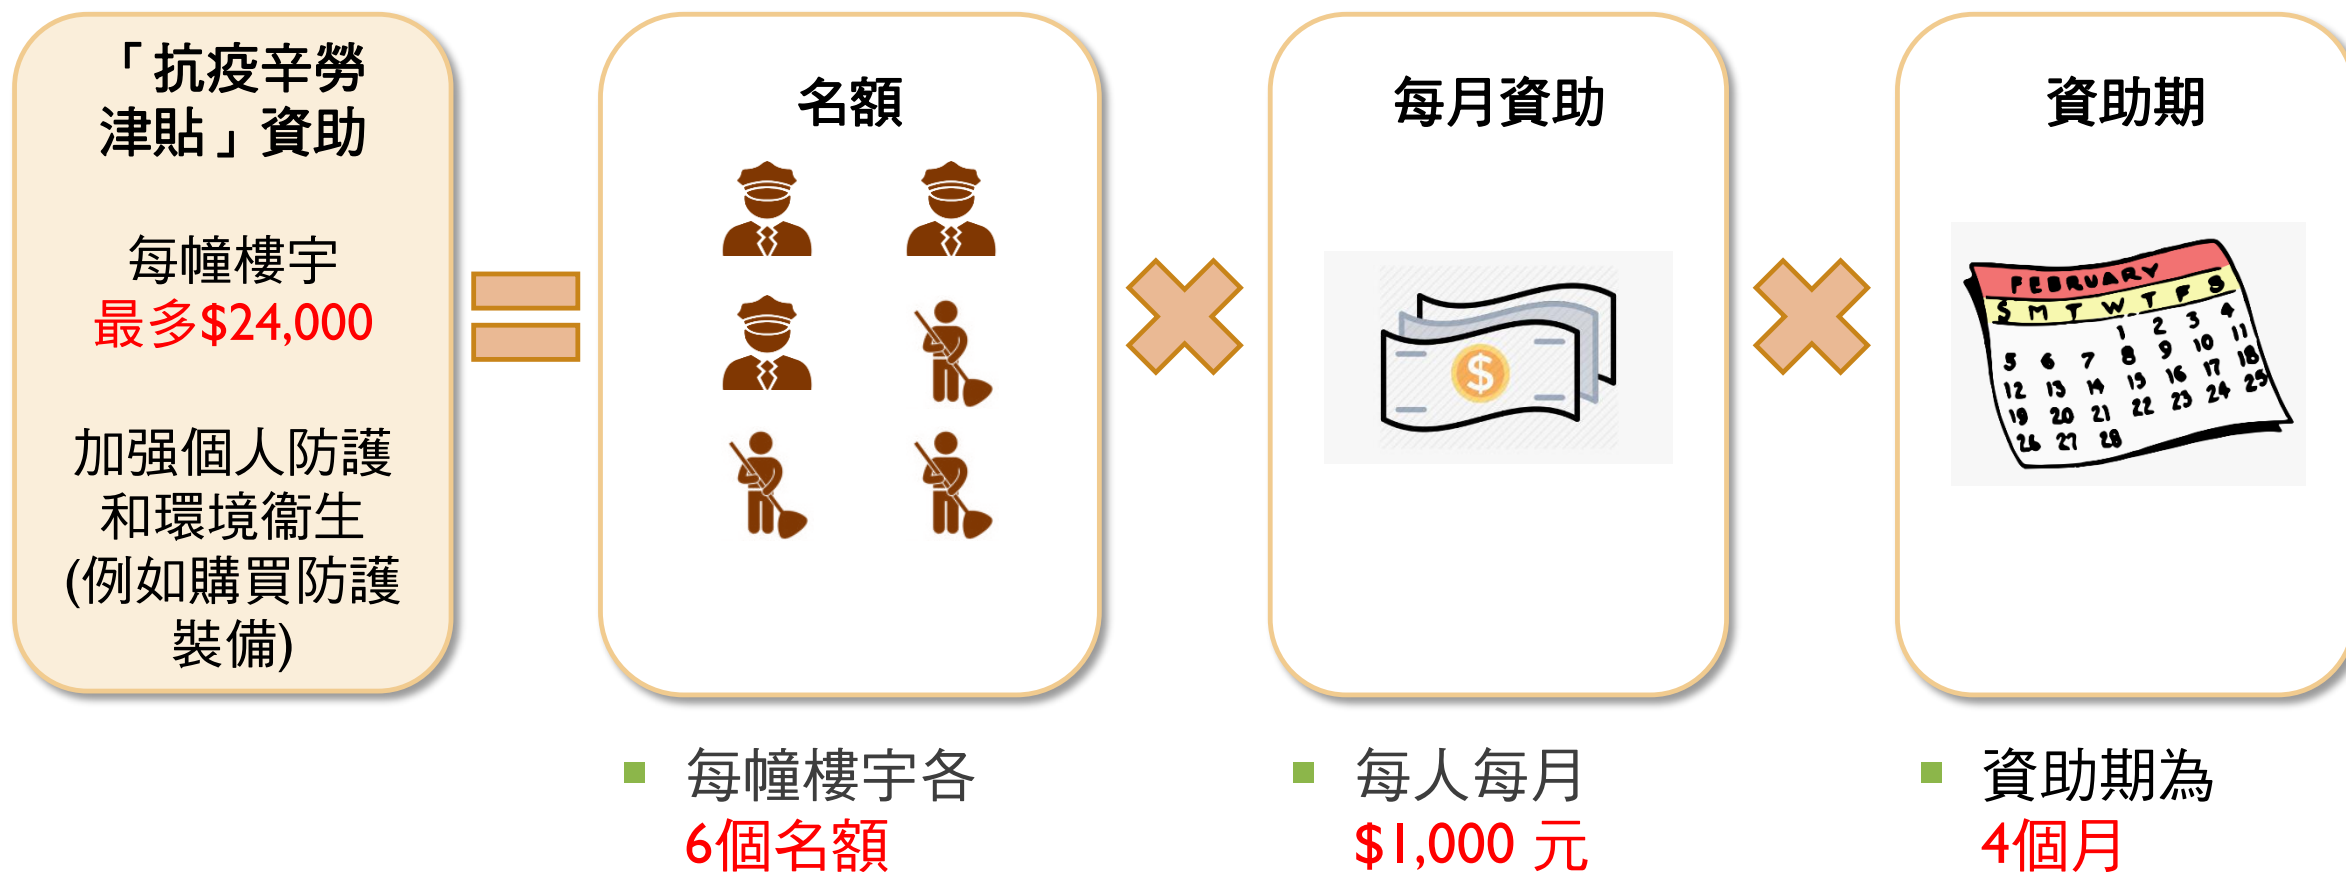 「抗疫辛勞
津貼」資助
每幢樓宇
最多$24,000
加强個人防護
和環境衞生
(例如購買防護
裝備)
名額
每幢樓宇各
6個名額
每月資助
$
每人每月
$1,000 元
資助期
FEBRUARY
S M T W T F S
1 2 3 4
5 6 7 8 9 10 11
12 13 14 15 16 17 18
19 20 21 22 23 24 25
26 27 28
資助期為
4個月